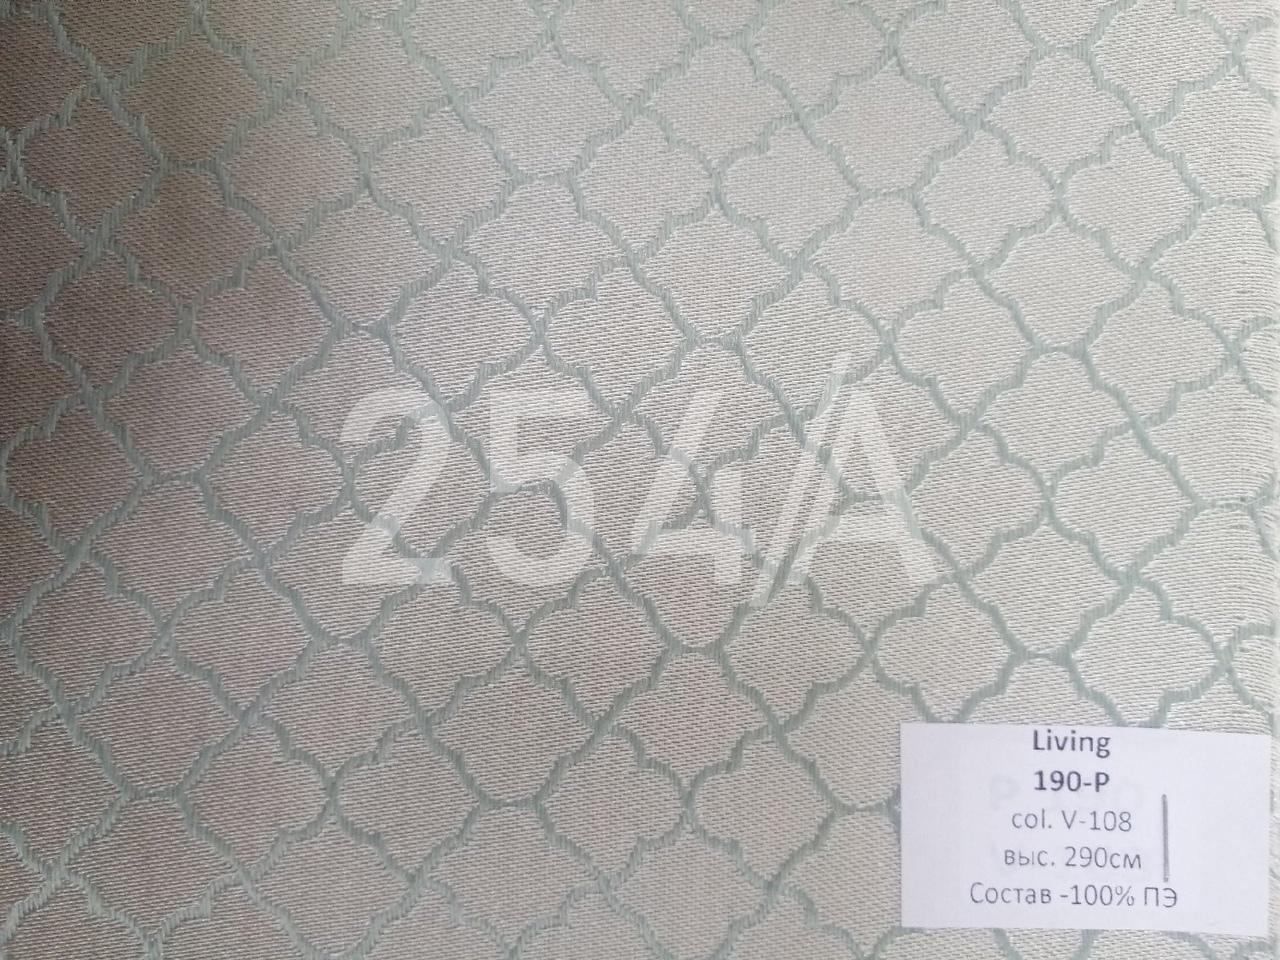 254/A
Living
190-P
col. V-108
выс. 290см
Состав -100% ПЭ